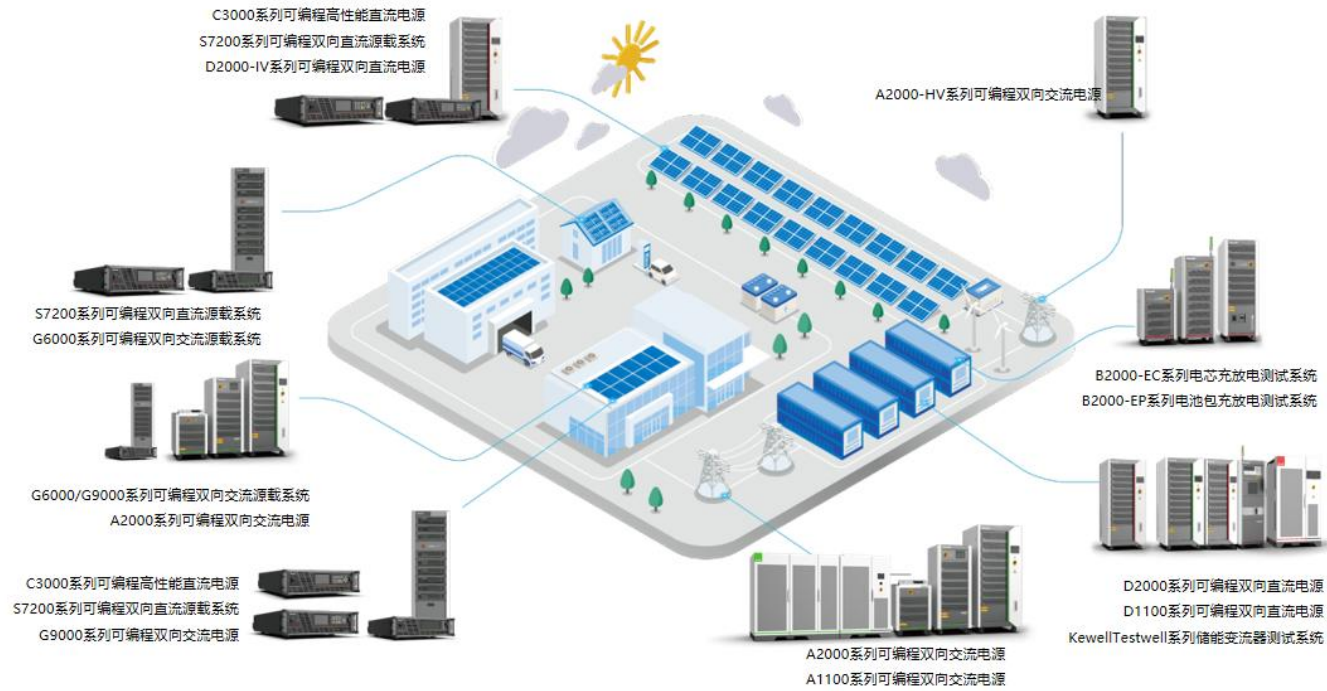 C3000系列可编程高性能直流电源
S7200系列可编程双向直流源载系统
D2000-IV系列可编程双向直流电源
A2000-HV系列可编程双向交流电源
S7200系列可编程双向直流源载系统
G6000系列可编程双向交流源载系统
B2000-EC系列电芯充放电测试系统
B2000-EP系列电池包充放电测试系统
G6000/G9000系列可编程双向交流源载系统
A2000系列可编程双向交流电源
C3000系列可编程高性能直流电源
S7200系列可编程双向直流源载系统
G9000系列可编程双向交流电源
A2000系列可编程双向交流电源
A1100系列可编程双向交流电源
D2000系列可编程双向直流电源
D1100系列可编程双向直流电源
KewellTestwell系列储能变流器测试系统